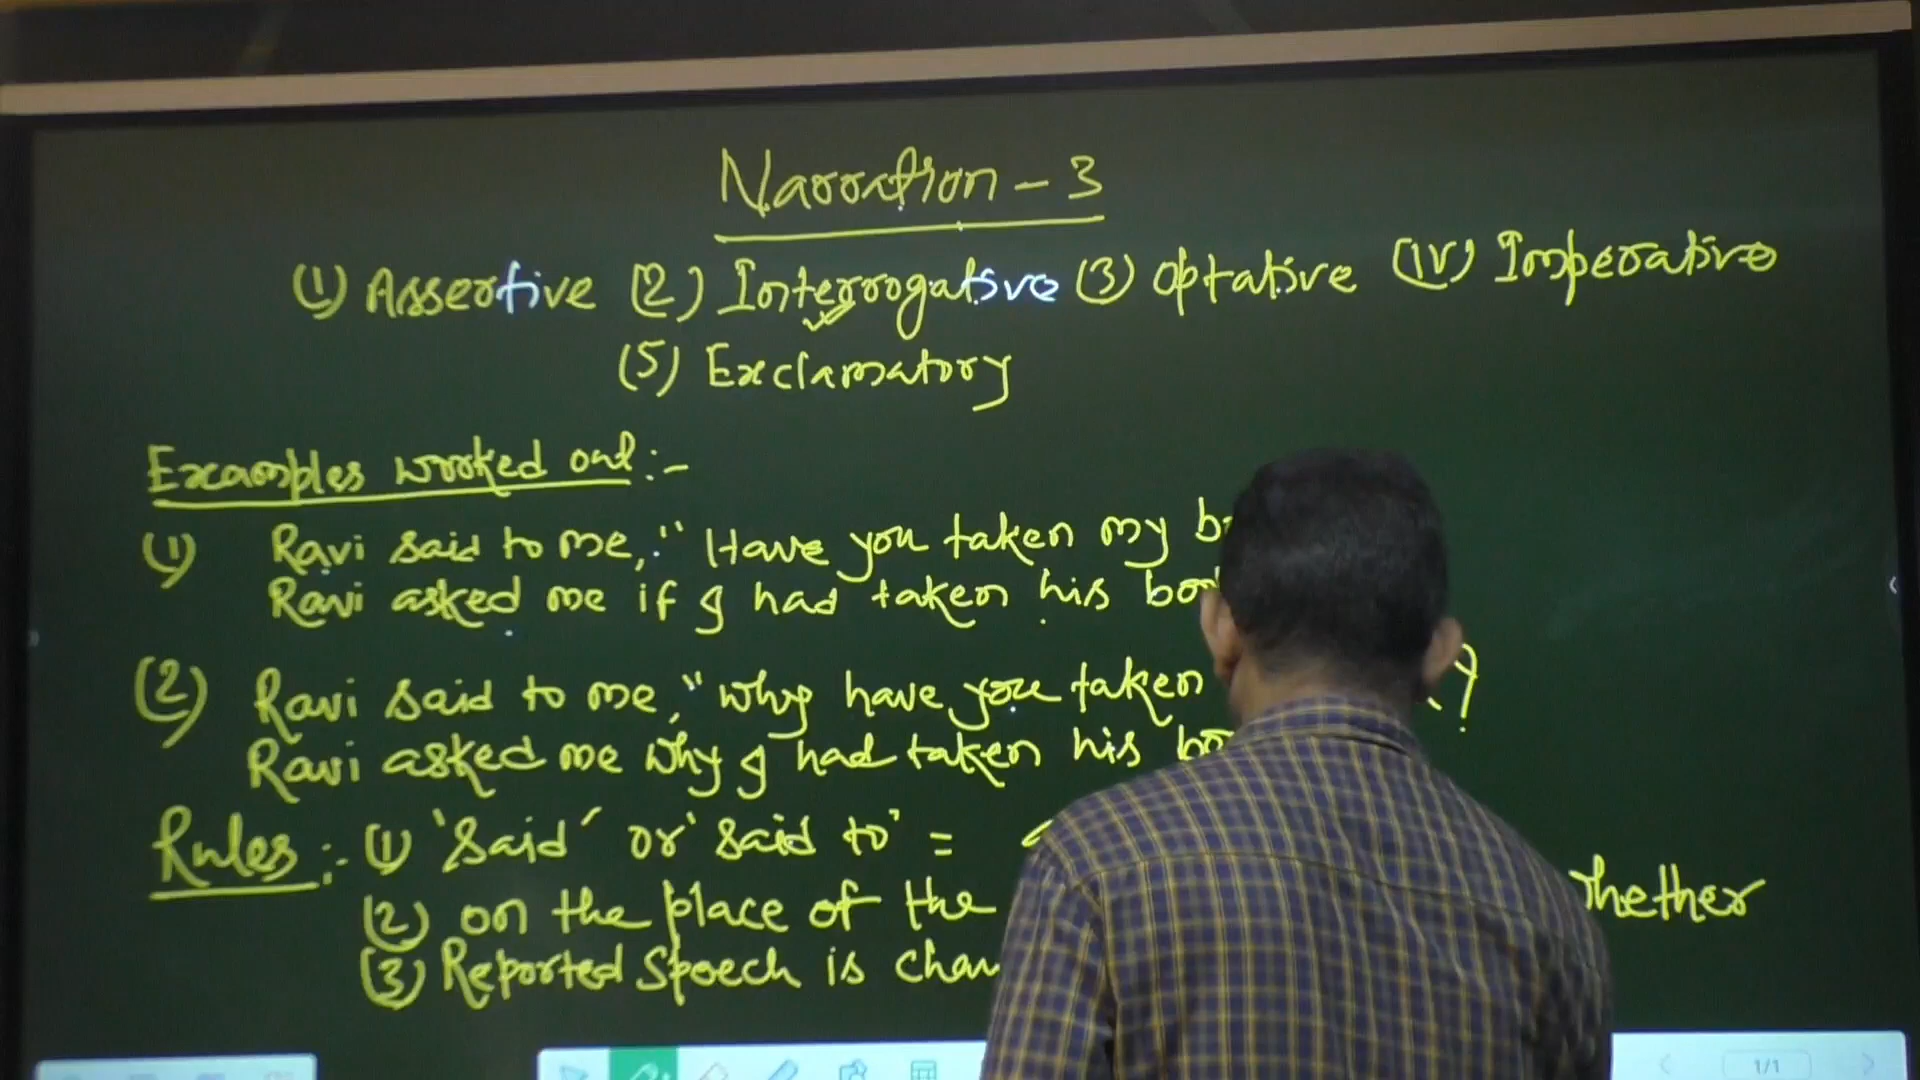 Narration - 3
(1) Assertive (2) Interrogative (3) Optative (IV) Imperative
(5) Exclamatory
Examples worked out :-
(1) Ravi said to me, " Have you taken my
Ravi asked me if I had taken his
(2) Ravi said to me, "why have you taken ?
Ravi asked me why I had taken his
Rules :- (1) 'Said' or 'said to' =
(2) on the place of the
(3) Reported Speech is
1/1